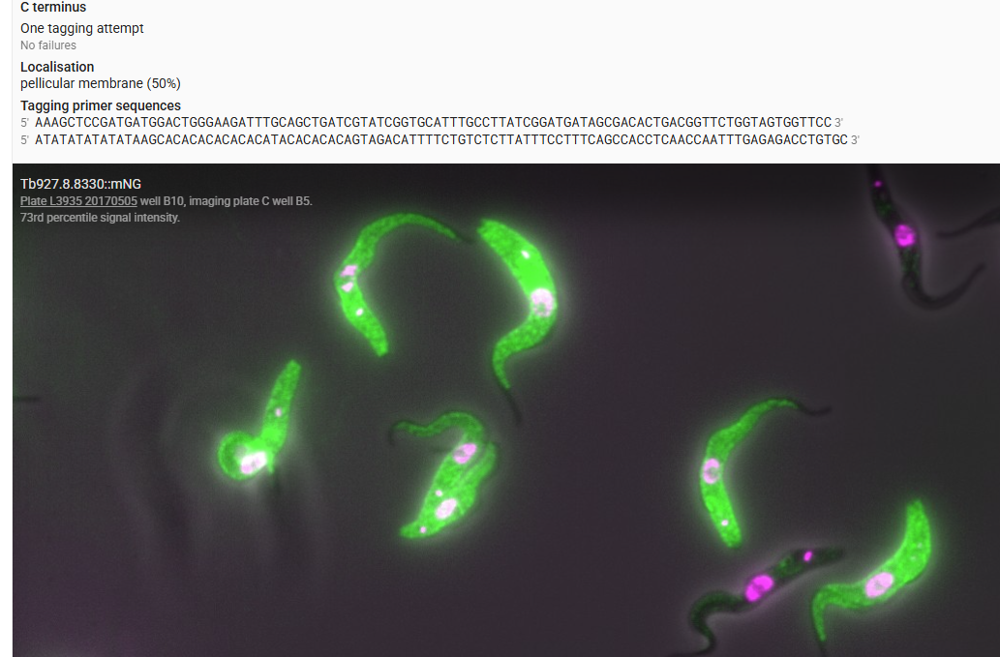 C terminus
One tagging attempt
No failures
Localisation
pellicular membrane (50%)
Tagging primer sequences
5' AAAGCTCCGATGATGGACTGGGAAGATTTGCAGCTGATCGTATCGGTGCATTTGCCTTATCGGATGATAGCGACACTGACGGTTCTGGTAGTGGTTCC 3'
5' ATATATATATATAAGCACACACACACACATACACACACAGTAGACATTTTCTGTCTCTTATTTCCTTTCAGCCACCTCAACCAATTTGAGAGACCTGTGC 3'
Tb927.8.8330::mNG
Plate L3935 20170505 well B10, imaging plate C well B5.
73rd percentile signal intensity.